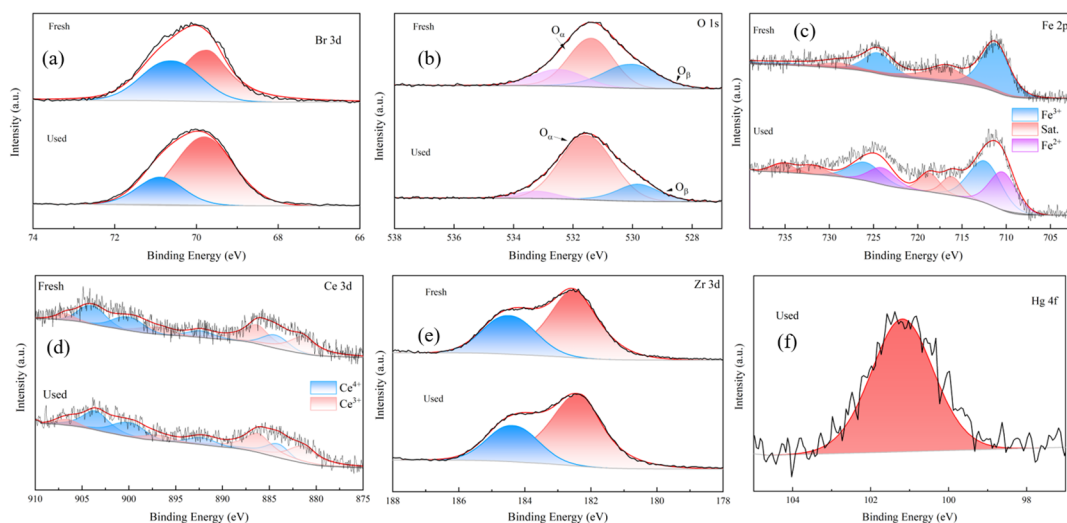 Fresh
Br 3d
(a)
Used
Intensity (a.u.)
74 72 70 68 66
Binding Energy (eV)
O 1s
Fresh
Oα
(b)
Oβ
Used
Oα
Oβ
Intensity (a.u.)
538 536 534 532 530 528
Binding Energy (eV)
(c)
Fe 2p
Fresh
Used
Fe3+
Sat.
Fe2+
Intensity (a.u.)
735 730 725 720 715 710 705
Binding Energy (eV)
Ce 3d
Fresh
(d)
Used
Ce4+
Ce3+
Intensity (a.u.)
910 905 900 895 890 885 880 875
Binding Energy (eV)
Zr 3d
Fresh
(e)
Used
Intensity (a.u.)
188 186 184 182 180 178
Binding Energy (eV)
Hg 4f
Used
(f)
Intensity (a.u.)
104 102 100 98
Binding Energy (eV)